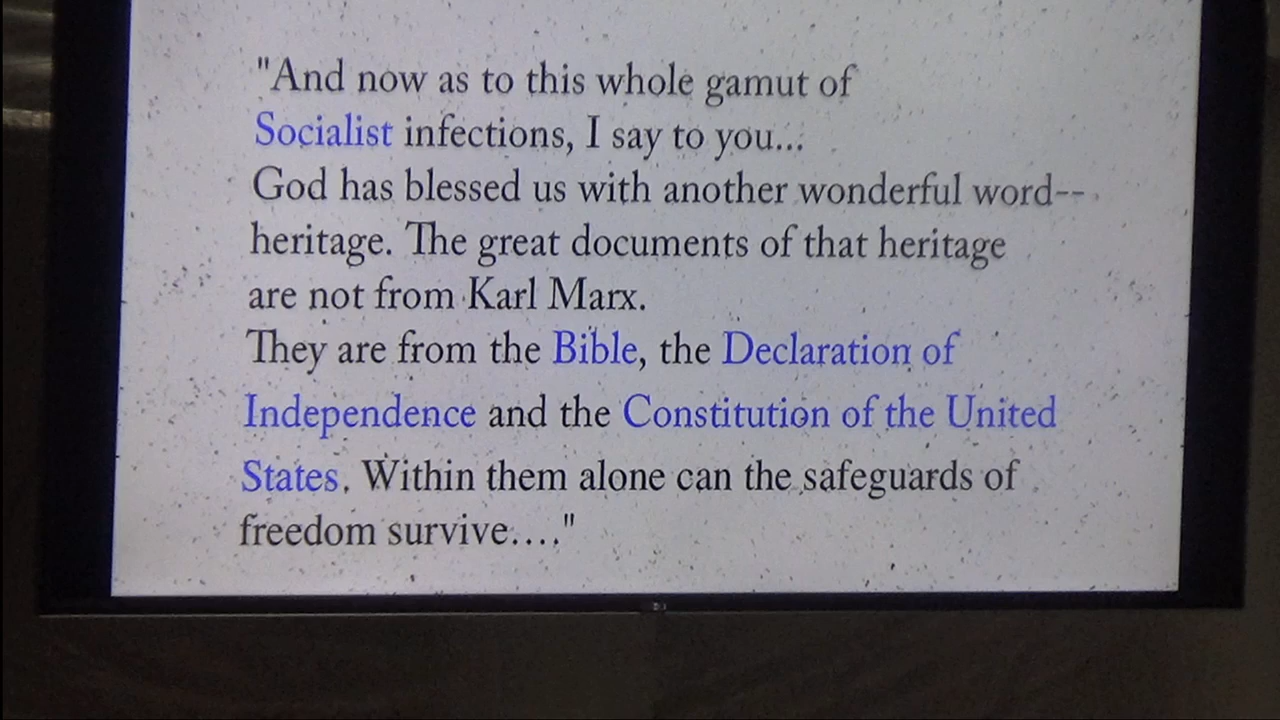 "And now as to this whole gamut of
Socialist infections, I say to you...
God has blessed us with another wonderful word--
heritage. The great documents of that heritage
are not from Karl Marx.
They are from the Bible, the Declaration of
Independence and the Constitution of the United
States. Within them alone can the safeguards of
freedom survive...."